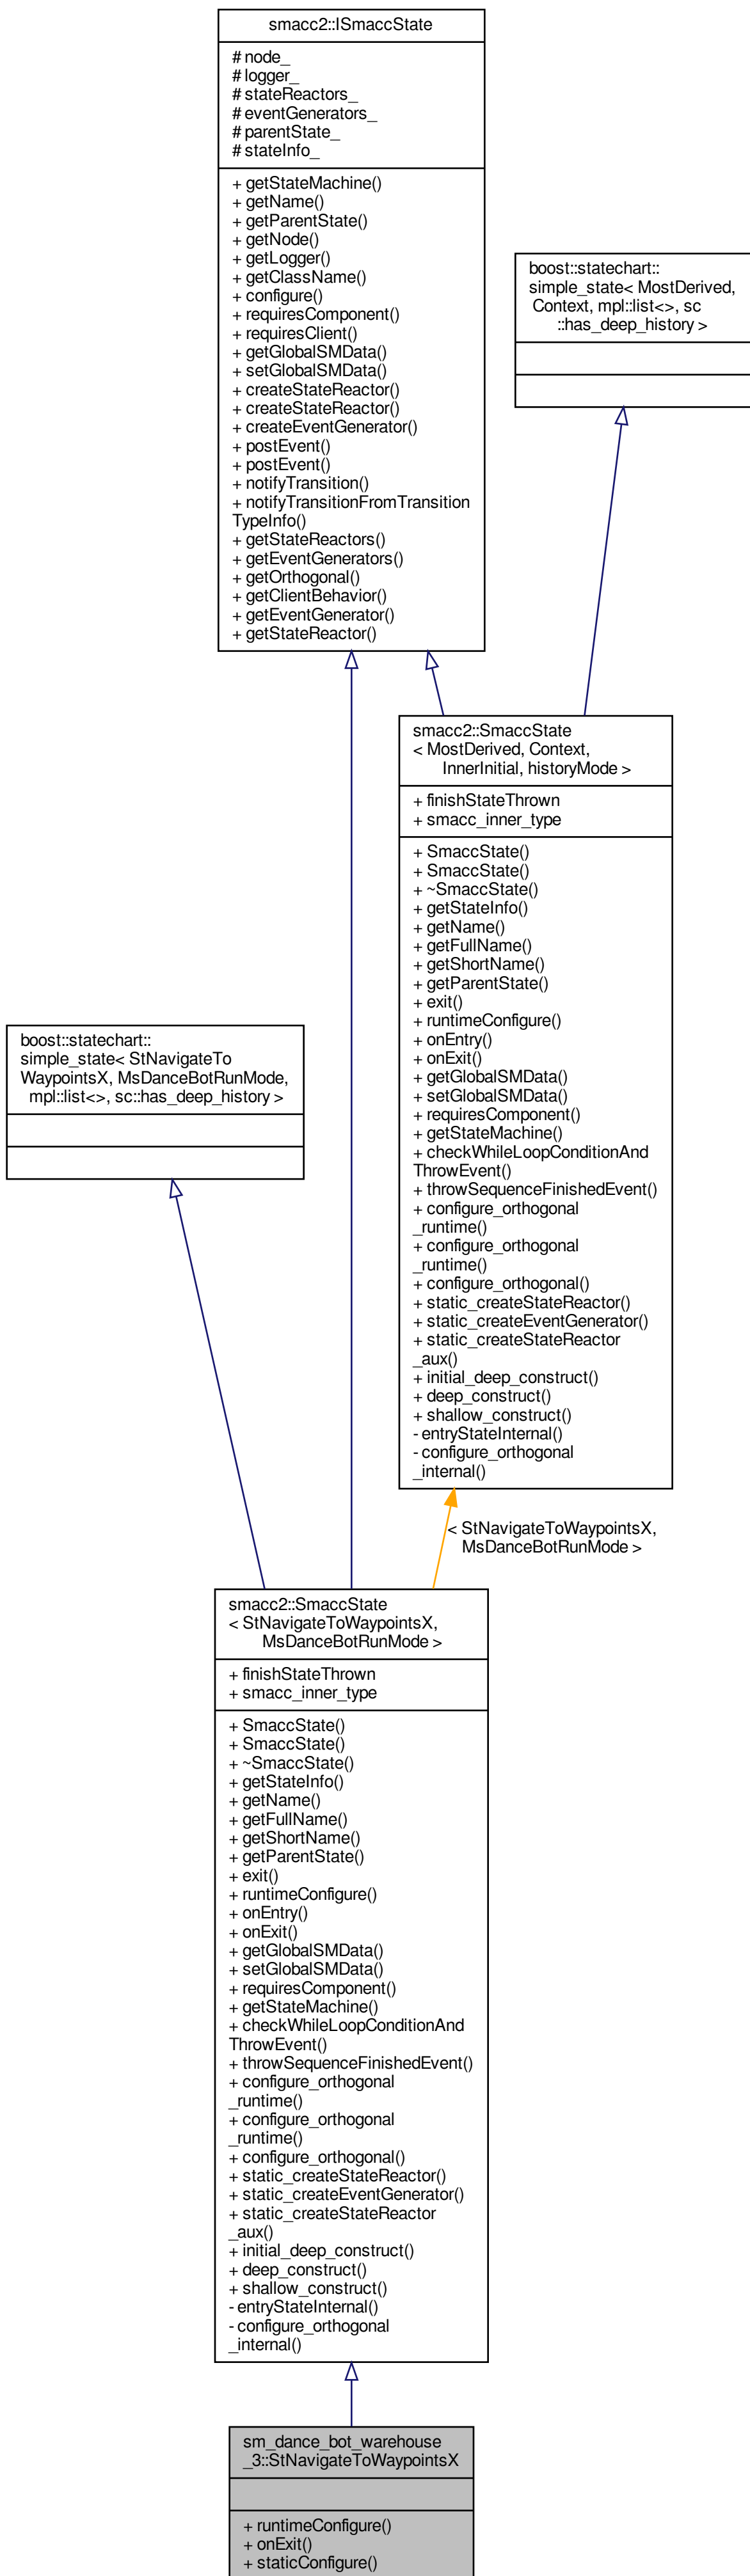 smacc2::ISmaccState
# node_
# logger_
# stateReactors_
# eventGenerators_
# parentState_
# stateInfo_
+ getStateMachine()
+ getName()
+ getParentState()
+ getNode()
+ getLogger()
+ getClassName()
+ configure()
+ requiresComponent()
+ requiresClient()
+ getGlobalSMData()
+ setGlobalSMData()
+ createStateReactor()
+ createStateReactor()
+ createEventGenerator()
+ postEvent()
+ postEvent()
+ notifyTransition()
+ notifyTransitionFromTransition
TypeInfo()
+ getStateReactors()
+ getEventGenerators()
+ getOrthogonal()
+ getClientBehavior()
+ getEventGenerator()
+ getStateReactor()
boost::statechart::
simple_state< MostDerived,
Context, mpl::list<>, sc
::has_deep_history >
smacc2::SmaccState
< MostDerived, Context,
InnerInitial, historyMode >
+ finishStateThrown
+ smacc_inner_type
+ SmaccState()
+ SmaccState()
+ ~SmaccState()
+ getStateInfo()
+ getName()
+ getFullName()
+ getShortName()
+ getParentState()
+ exit()
+ runtimeConfigure()
+ onEntry()
+ onExit()
+ getGlobalSMData()
+ setGlobalSMData()
+ requiresComponent()
+ getStateMachine()
+ checkWhileLoopConditionAnd
ThrowEvent()
+ throwSequenceFinishedEvent()
+ configure_orthogonal
_runtime()
+ configure_orthogonal
_runtime()
+ configure_orthogonal()
+ static_createStateReactor()
+ static_createEventGenerator()
+ static_createStateReactor
_aux()
+ initial_deep_construct()
+ deep_construct()
+ shallow_construct()
- entryStateInternal()
- configure_orthogonal
_internal()
boost::statechart::
simple_state< StNavigateTo
WaypointsX, MsDanceBotRunMode,
mpl::list<>, sc::has_deep_history >
< StNavigateToWaypointsX,
MsDanceBotRunMode >
smacc2::SmaccState
< StNavigateToWaypointsX,
MsDanceBotRunMode >
+ finishStateThrown
+ smacc_inner_type
+ SmaccState()
+ SmaccState()
+ ~SmaccState()
+ getStateInfo()
+ getName()
+ getFullName()
+ getShortName()
+ getParentState()
+ exit()
+ runtimeConfigure()
+ onEntry()
+ onExit()
+ getGlobalSMData()
+ setGlobalSMData()
+ requiresComponent()
+ getStateMachine()
+ checkWhileLoopConditionAnd
ThrowEvent()
+ throwSequenceFinishedEvent()
+ configure_orthogonal
_runtime()
+ configure_orthogonal
_runtime()
+ configure_orthogonal()
+ static_createStateReactor()
+ static_createEventGenerator()
+ static_createStateReactor
_aux()
+ initial_deep_construct()
+ deep_construct()
+ shallow_construct()
- entryStateInternal()
- configure_orthogonal
_internal()
sm_dance_bot_warehouse
_3::StNavigateToWaypointsX
+ runtimeConfigure()
+ onExit()
+ staticConfigure()